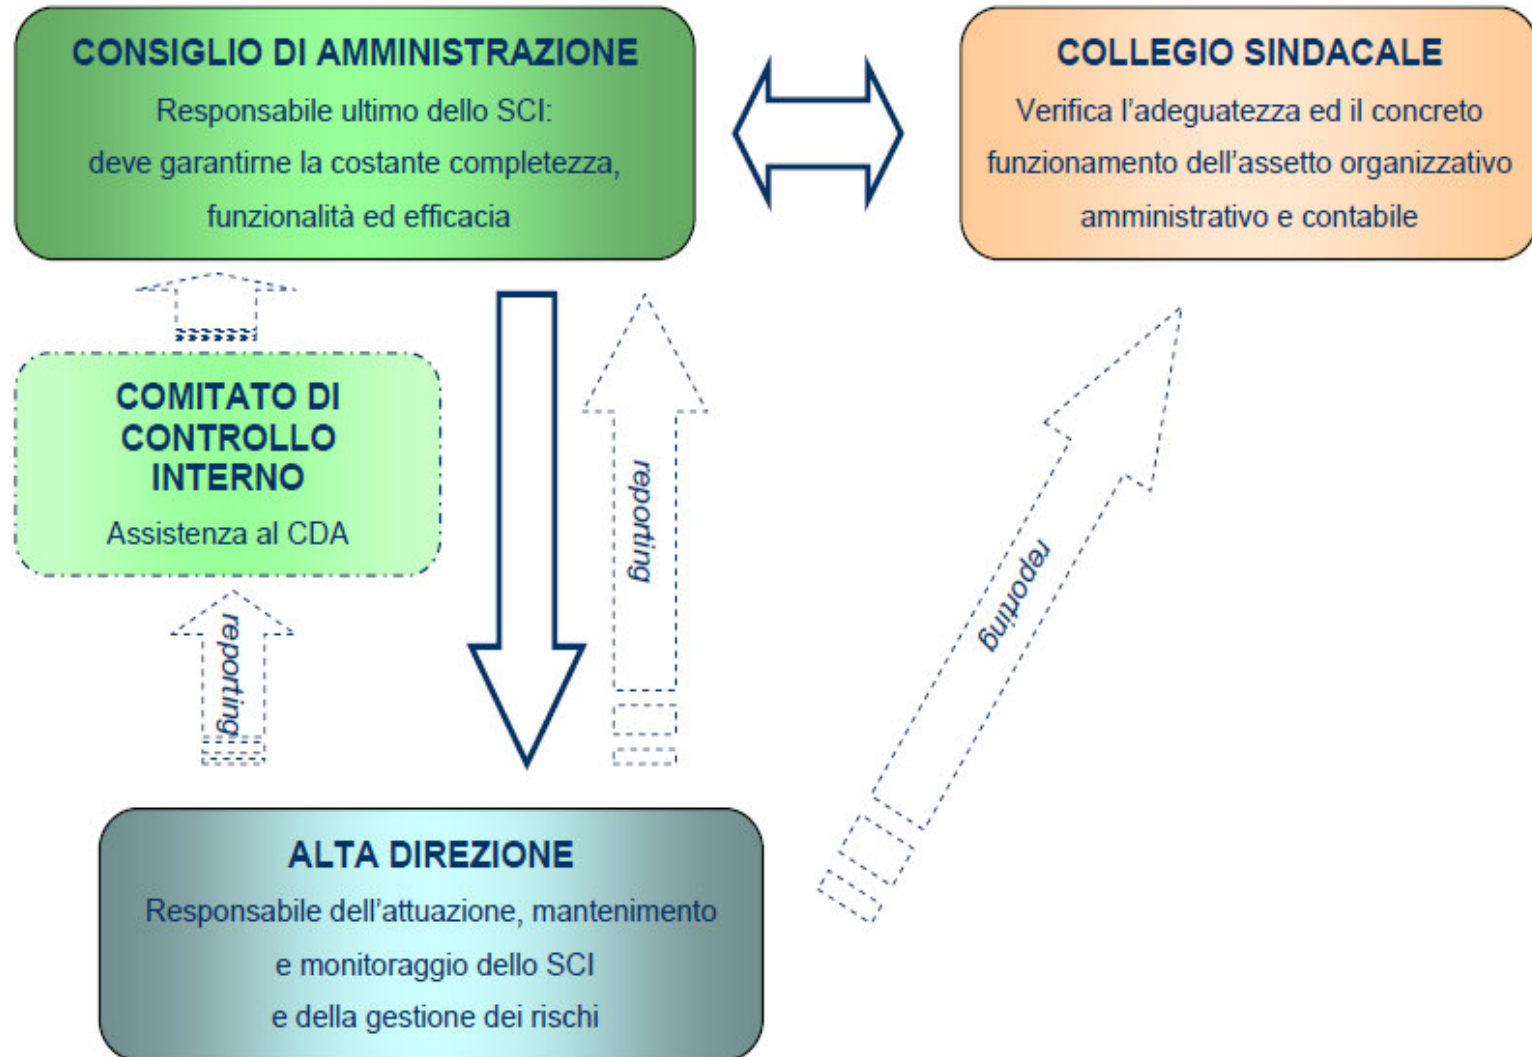 CONSIGLIO DI AMMINISTRAZIONE
Responsabile ultimo dello SCI:
deve garantirne la costante completezza,
funzionalità ed efficacia
COLLEGIO SINDACALE
Verifica l'adeguatezza ed il concreto
funzionamento dell'assetto organizzativo
amministrativo e contabile
COMITATO DI
CONTROLLO
INTERNO
Assistenza al CDA
reporting
reporting
reporting
ALTA DIREZIONE
Responsabile dell'attuazione, mantenimento
e monitoraggio dello SCI
e della gestione dei rischi